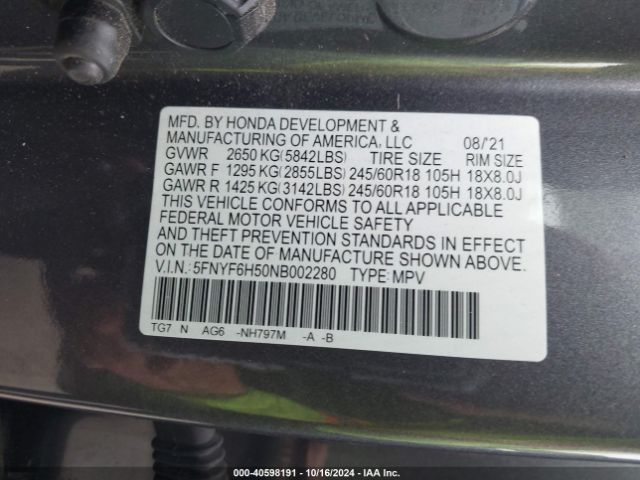 MFD. BY HONDA DEVELOPMENT &
MANUFACTURING OF AMERICA, LLC 08/'21
GVWR 2650 KG(5842LBS) TIRE SIZE RIM SIZE
GAWR F 1295 KG(2855LBS) 245/60R18 105H 18X8.0J
GAWR R 1425 KG(3142LBS) 245/60R18 105H 18X8.0J
THIS VEHICLE CONFORMS TO ALL APPLICABLE
FEDERAL MOTOR VEHICLE SAFETY
AND THEFT PREVENTION STANDARDS IN EFFECT
ON THE DATE OF MANUFACTURE SHOWN ABOVE.
V.I.N.: 5FNYF6H50NB002280 TYPE: MPV
TG7 N AG6 -NH797M -A -B
000-40598191 - 10/16/2024 - IAA Inc.